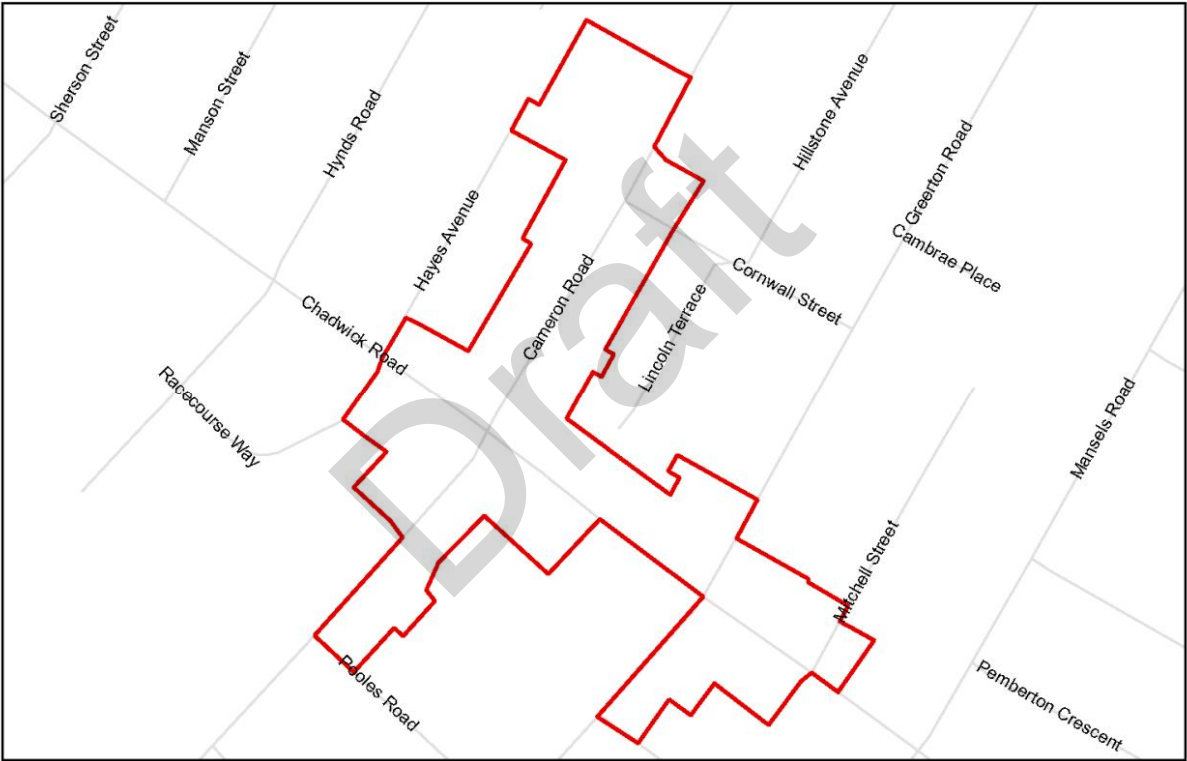 Sherson Street
Manson Street
Hynds Road
Hayes Avenue
Hillstone Avenue
Greerton Road
Cambrae Place
Cornwall Street
Cameron Road
Lincoln Terrace
Chadwick Road
Racecourse Way
Draft
Mansels Road
Mitchell Street
Pooles Road
Pemberton Crescent